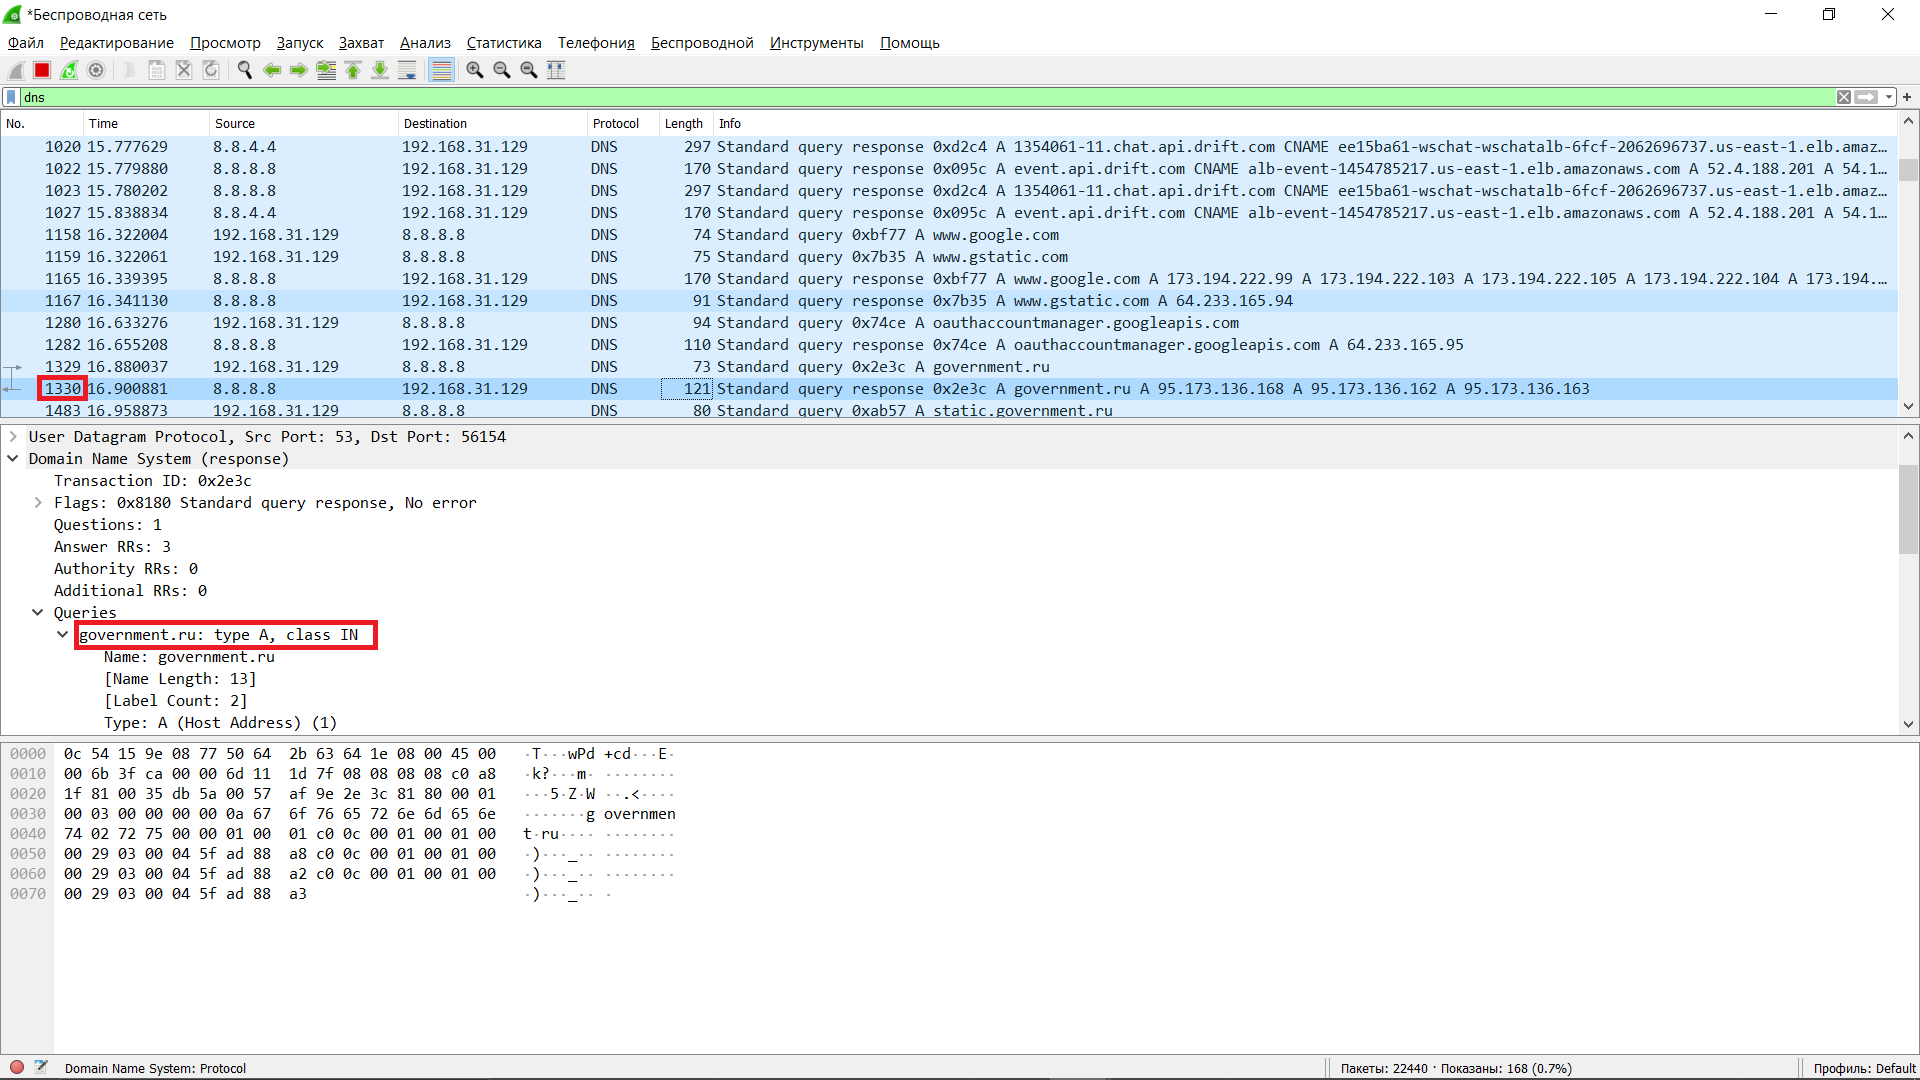 *Беспроводная сеть
Файл Редактирование Просмотр Запуск Захват Анализ Статистика Телефония Беспроводной Инструменты Помощь
dns
No. Time Source Destination Protocol Length Info
1020 15.777629 8.8.4.4 192.168.31.129 DNS 297 Standard query response 0xd2c4 A 1354061-11.chat.api.drift.com CNAME ee15ba61-wschat-wschatalb-6fcf-2062696737.us-east-1.elb.amaz…
1022 15.779880 8.8.8.8 192.168.31.129 DNS 170 Standard query response 0x095c A event.api.drift.com CNAME alb-event-1454785217.us-east-1.elb.amazonaws.com A 52.4.188.201 A 54.1…
1023 15.780202 8.8.8.8 192.168.31.129 DNS 297 Standard query response 0xd2c4 A 1354061-11.chat.api.drift.com CNAME ee15ba61-wschat-wschatalb-6fcf-2062696737.us-east-1.elb.amaz…
1027 15.838834 8.8.4.4 192.168.31.129 DNS 170 Standard query response 0x095c A event.api.drift.com CNAME alb-event-1454785217.us-east-1.elb.amazonaws.com A 52.4.188.201 A 54.1…
1158 16.322004 192.168.31.129 8.8.8.8 DNS 74 Standard query 0xbf77 A www.google.com
1159 16.322061 192.168.31.129 8.8.8.8 DNS 75 Standard query 0x7b35 A www.gstatic.com
1165 16.339395 8.8.8.8 192.168.31.129 DNS 170 Standard query response 0xbf77 A www.google.com A 173.194.222.99 A 173.194.222.103 A 173.194.222.105 A 173.194.222.104 A 173.194.…
1167 16.341130 8.8.8.8 192.168.31.129 DNS 91 Standard query response 0x7b35 A www.gstatic.com A 64.233.165.94
1280 16.633276 192.168.31.129 8.8.8.8 DNS 94 Standard query 0x74ce A oauthaccountmanager.googleapis.com
1282 16.655208 8.8.8.8 192.168.31.129 DNS 110 Standard query response 0x74ce A oauthaccountmanager.googleapis.com A 64.233.165.95
1329 16.880037 192.168.31.129 8.8.8.8 DNS 73 Standard query 0x2e3c A government.ru
1330 16.900881 8.8.8.8 192.168.31.129 DNS 121 Standard query response 0x2e3c A government.ru A 95.173.136.168 A 95.173.136.162 A 95.173.136.163
1483 16.958873 192.168.31.129 8.8.8.8 DNS 80 Standard query 0xab57 A static.government.ru
User Datagram Protocol, Src Port: 53, Dst Port: 56154
Domain Name System (response)
Transaction ID: 0x2e3c
Flags: 0x8180 Standard query response, No error
Questions: 1
Answer RRs: 3
Authority RRs: 0
Additional RRs: 0
Queries
government.ru: type A, class IN
Name: government.ru
[Name Length: 13]
[Label Count: 2]
Type: A (Host Address) (1)
0000 0c 54 15 9e 08 77 50 64 2b 63 64 1e 08 00 45 00 ·T···wPd +cd···E·
0010 00 6b 3f ca 00 00 6d 11 1d 7f 08 08 08 08 c0 a8 ·k?···m· ········
0020 1f 81 00 35 db 5a 00 57 af 9e 2e 3c 81 80 00 01 ···5·Z·W ··.<····
0030 00 03 00 00 00 00 0a 67 6f 76 65 72 6e 6d 65 6e ·······g overnmen
0040 74 02 72 75 00 00 01 00 01 c0 0c 00 01 00 01 00 t·ru···· ········
0050 00 29 03 00 04 5f ad 88 a8 c0 0c 00 01 00 01 00 ·)···_·· ········
0060 00 29 03 00 04 5f ad 88 a2 c0 0c 00 01 00 01 00 ·)···_·· ········
0070 00 29 03 00 04 5f ad 88 a3 ·)···_·· ·
Domain Name System: Protocol Пакеты: 22440 · Показаны: 168 (0.7%) Профиль: Default